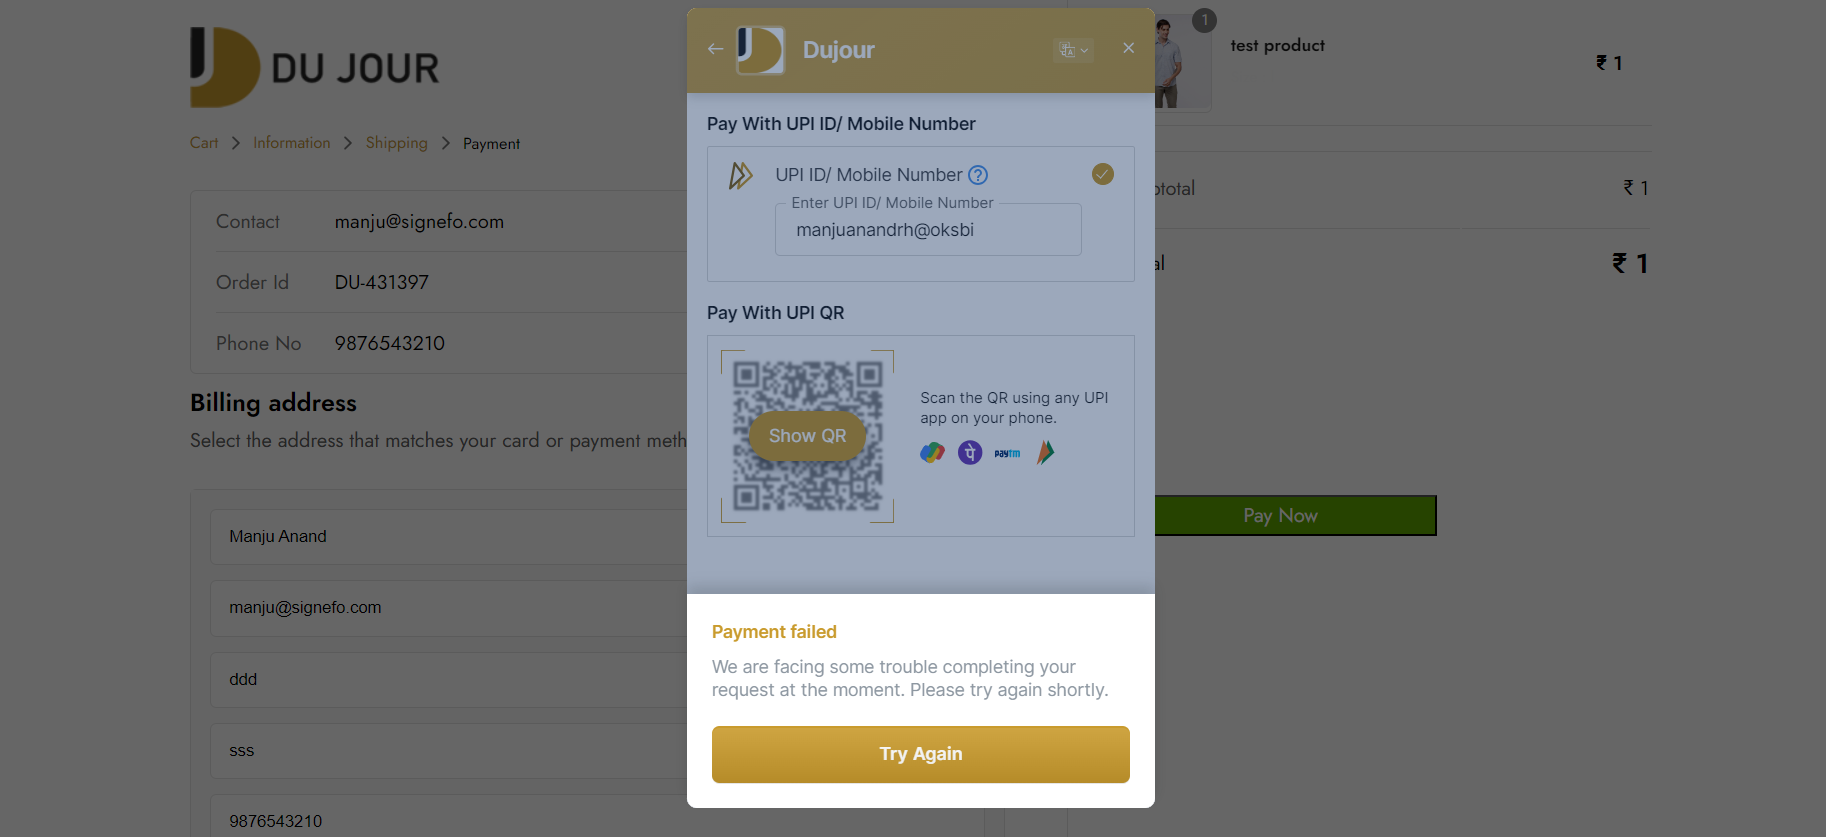 DU JOUR
Cart > Information > Shipping > Payment
Contact manju@signefo.com
Order Id DU-431397
Phone No 9876543210
Billing address
Select the address that matches your card or payment meth
Manju Anand
manju@signefo.com
ddd
sss
9876543210
Dujour
Pay With UPI ID/ Mobile Number
UPI ID/ Mobile Number ?
Enter UPI ID/ Mobile Number
manjuanandrh@oksbi
Pay With UPI QR
Show QR
Scan the QR using any UPI
app on your phone.
पे paytm
Payment failed
We are facing some trouble completing your
request at the moment. Please try again shortly.
Try Again
1
test product
₹ 1
ototal ₹ 1
al ₹ 1
Pay Now